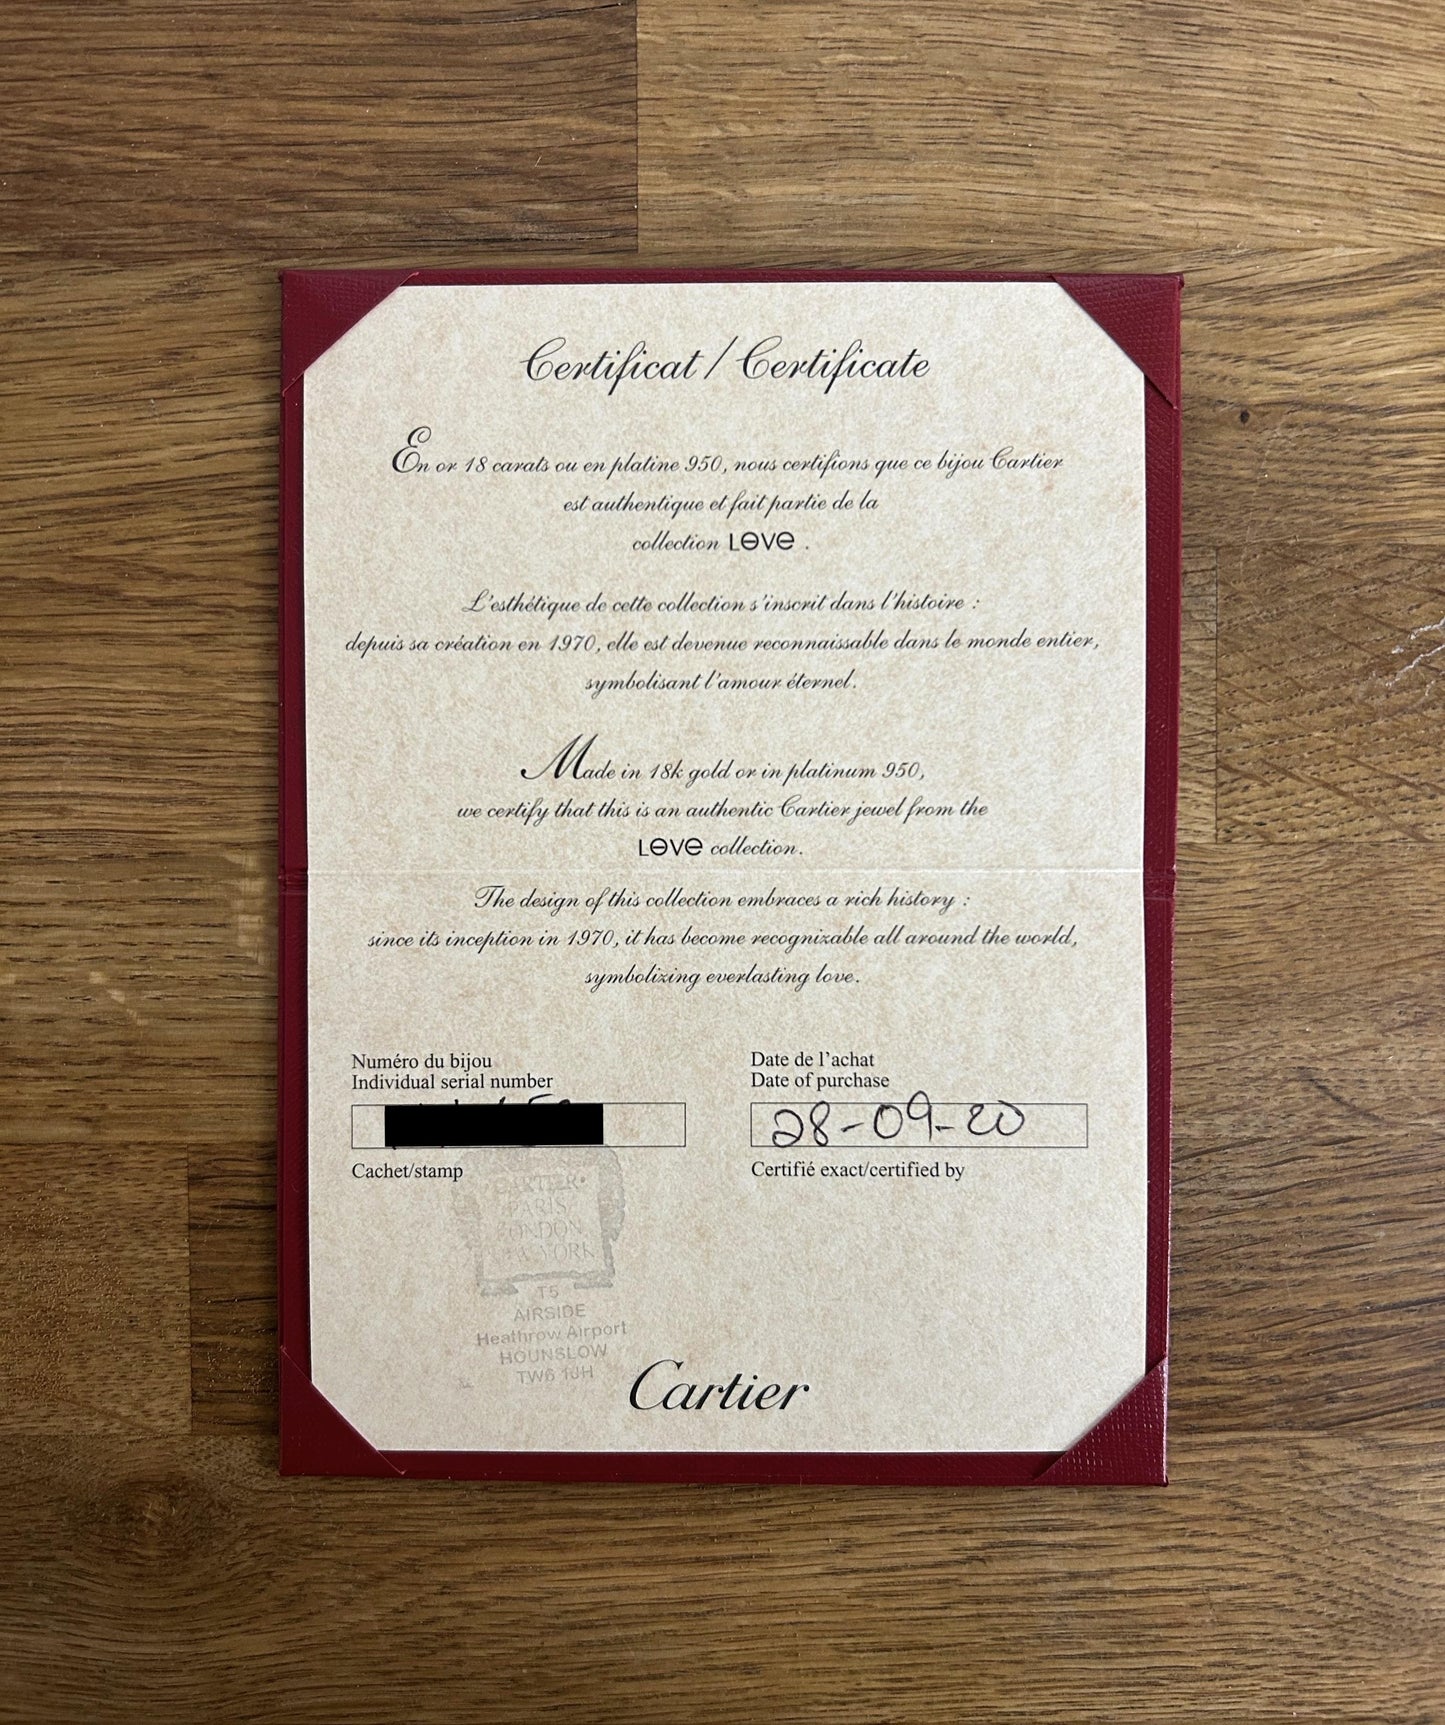 Certificat / Certificate
En or 18 carats ou en platine 950, nous certifions que ce bijou Cartier
est authentique et fait partie de la
collection LOVE .
L'esthétique de cette collection s'inscrit dans l'histoire :
depuis sa création en 1970, elle est devenue reconnaissable dans le monde entier,
symbolisant l'amour éternel.
Made in 18k gold or in platinum 950,
we certify that this is an authentic Cartier jewel from the
LOVE collection.
The design of this collection embraces a rich history :
since its inception in 1970, it has become recognizable all around the world,
symbolizing everlasting love.
Numéro du bijou
Individual serial number
Cachet/stamp
Date de l'achat
Date of purchase
28-09-20
Certifié exact/certified by
CARTIER
PARIS
LONDON
YORK
T5
AIRSIDE
Heathrow Airport
HOUNSLOW
TW6 1JH
Cartier